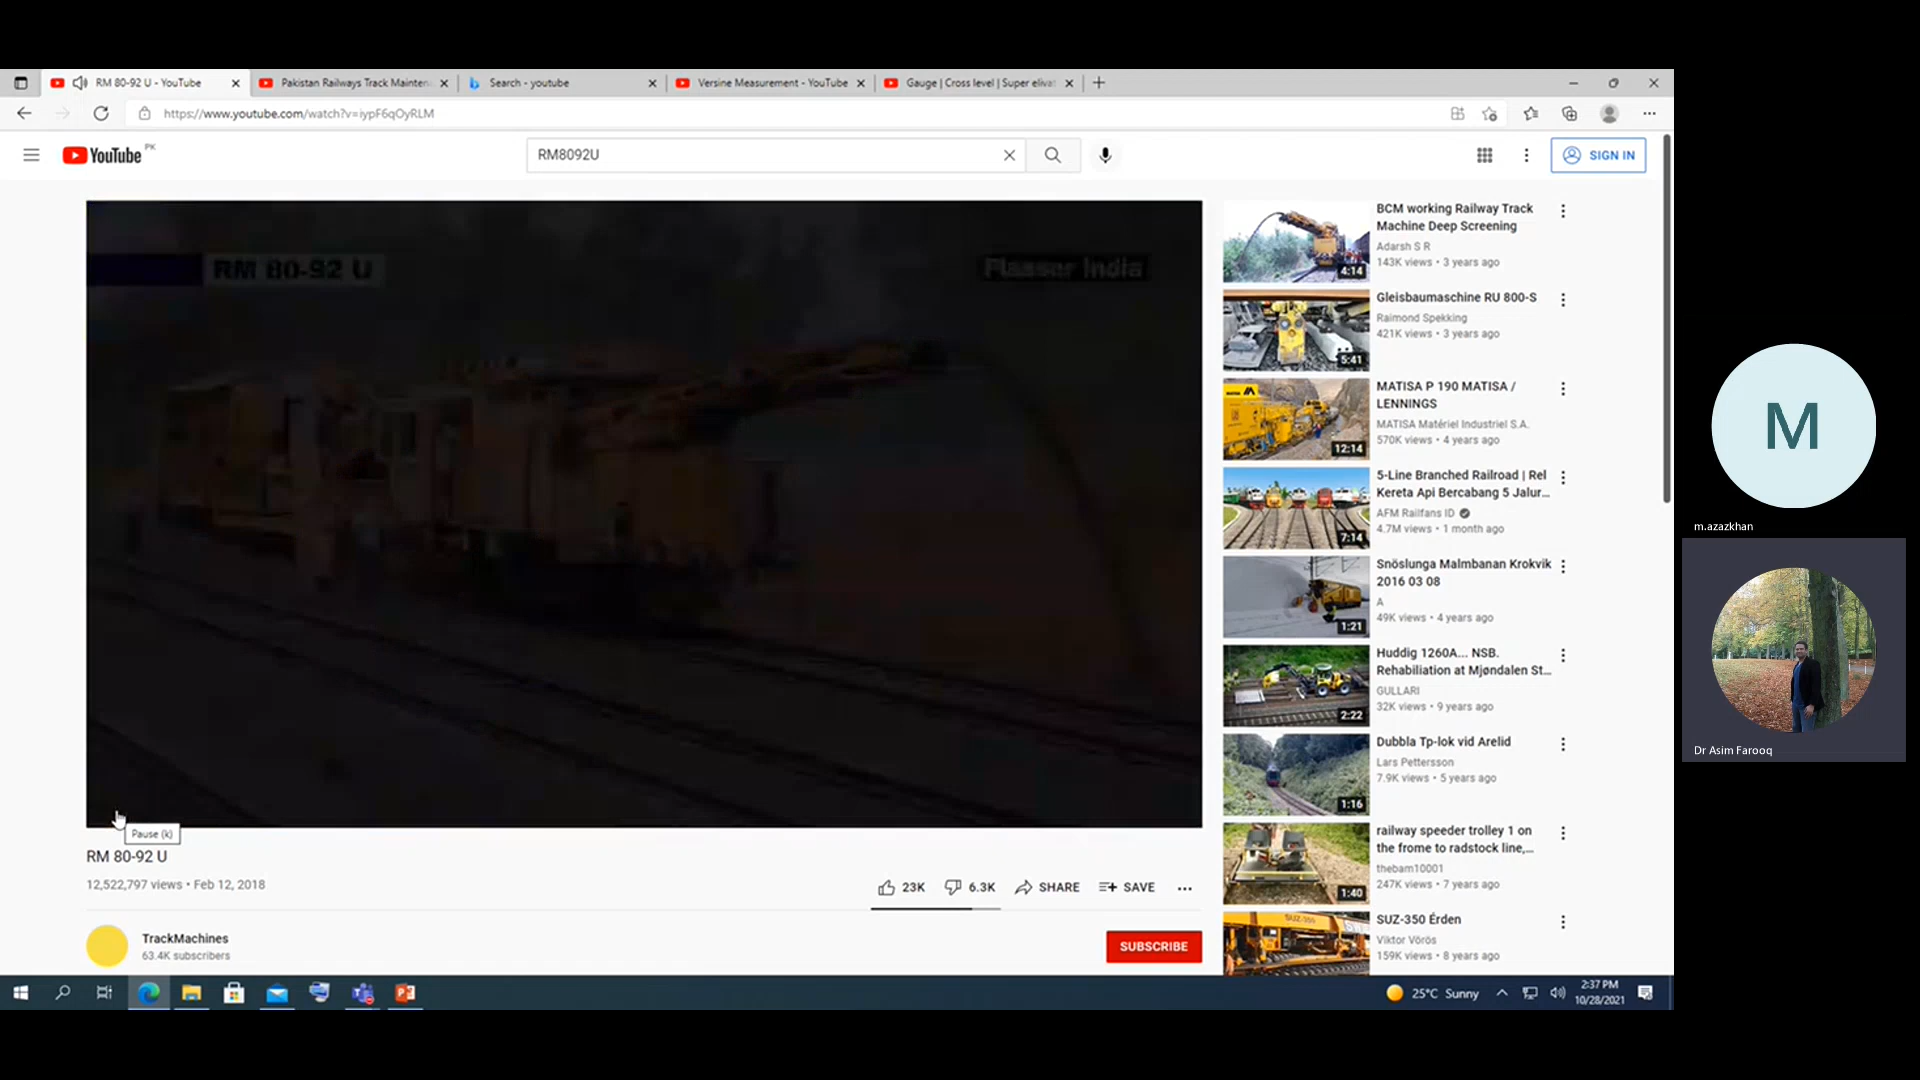 RM 80-92 U - YouTube
Pakistan Railways Track Mainten
Search - youtube
Versine Measurement - YouTube
Gauge | Cross level | Super elivat
https://www.youtube.com/watch?v=iypF6qOyRLM
YouTube PK
RM8092U
SIGN IN
RM 80-92 U
Plasser India
Pause (k)
RM 80-92 U
12,522,797 views • Feb 12, 2018
23K
6.3K
SHARE
SAVE
TrackMachines
63.4K subscribers
SUBSCRIBE
BCM working Railway Track
Machine Deep Screening
Adarsh S R
143K views • 3 years ago
4:14
Gleisbaumaschine RU 800-S
Raimond Spekking
421K views • 3 years ago
5:41
MATISA P 190 MATISA /
LENNINGS
MATISA Matériel Industriel S.A.
570K views • 4 years ago
12:14
5-Line Branched Railroad | Rel
Kereta Api Bercabang 5 Jalur...
AFM Railfans ID
4.7M views • 1 month ago
7:14
Snöslunga Malmbanan Krokvik
2016 03 08
A
49K views • 4 years ago
1:21
Huddig 1260A... NSB.
Rehabiliation at Mjøndalen St...
GULLARI
32K views • 9 years ago
2:22
Dubbla Tp-lok vid Arelid
Lars Pettersson
7.9K views • 5 years ago
1:16
railway speeder trolley 1 on
the frome to radstock line,...
thebam10001
247K views • 7 years ago
1:40
SUZ-350 Érden
Viktor Vörös
159K views • 8 years ago
SUZ-350
M
m.azazkhan
Dr Asim Farooq
25°C Sunny
2:37 PM
10/28/2021